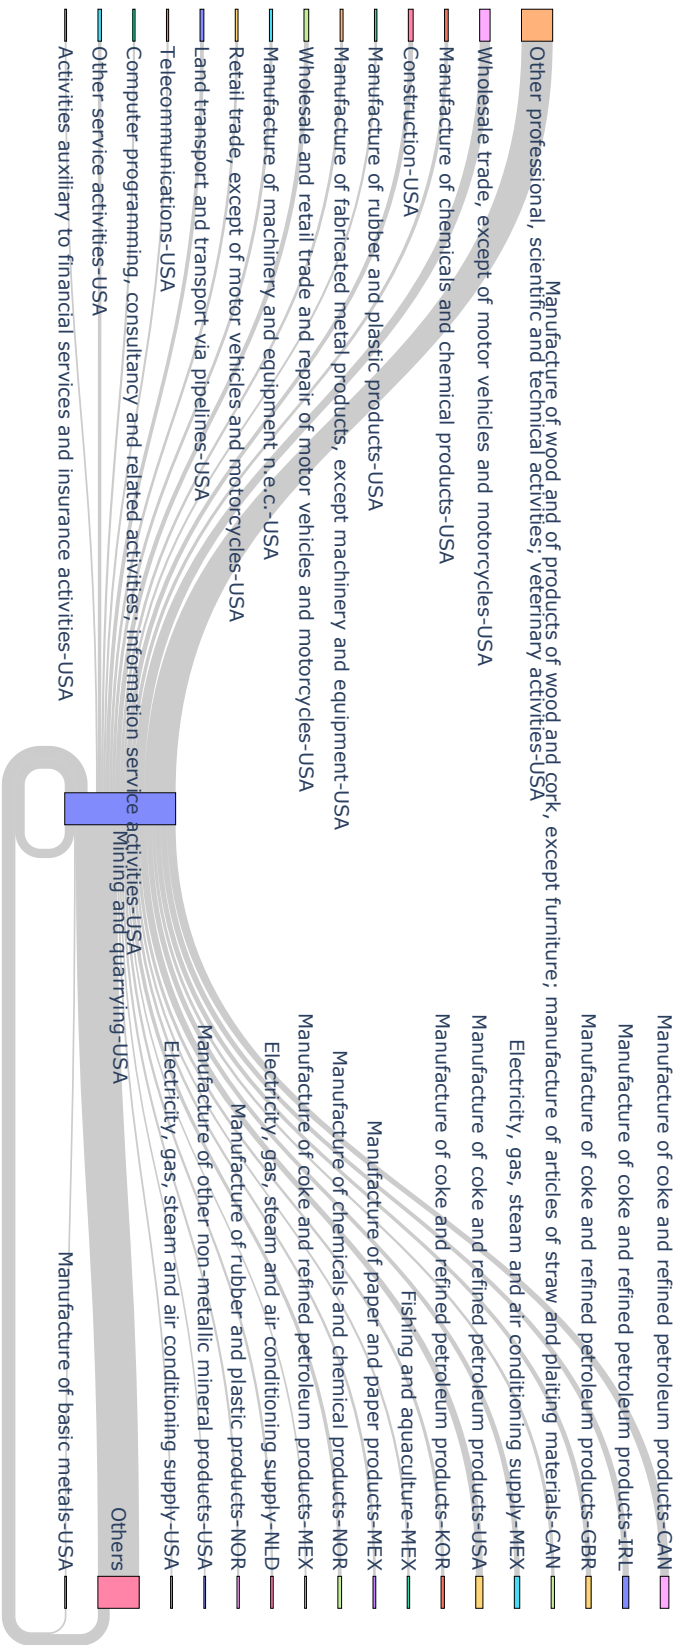 Other professional, scientific and technical activities; veterinary activities-USA
Wholesale trade, except of motor vehicles and motorcycles-USA
Manufacture of chemicals and chemical products-USA
Construction-USA
Manufacture of rubber and plastic products-USA
Manufacture of fabricated metal products, except machinery and equipment-USA
Wholesale and retail trade and repair of motor vehicles and motorcycles-USA
Manufacture of machinery and equipment n.e.c.-USA
Retail trade, except of motor vehicles and motorcycles-USA
Land transport and transport via pipelines-USA
Telecommunications-USA
Computer programming, consultancy and related activities; information service activities-USA
Other service activities-USA
Activities auxiliary to financial services and insurance activities-USA
Mining and quarrying-USA
Manufacture of coke and refined petroleum products-CAN
Manufacture of coke and refined petroleum products-IRL
Manufacture of coke and refined petroleum products-GBR
Manufacture of wood and of products of wood and cork, except furniture; manufacture of articles of straw and plaiting materials-CAN
Electricity, gas, steam and air conditioning supply-MEX
Manufacture of coke and refined petroleum products-USA
Manufacture of coke and refined petroleum products-KOR
Fishing and aquaculture-MEX
Manufacture of paper and paper products-MEX
Manufacture of chemicals and chemical products-NOR
Manufacture of coke and refined petroleum products-MEX
Electricity, gas, steam and air conditioning supply-NLD
Manufacture of rubber and plastic products-NOR
Manufacture of other non-metallic mineral products-USA
Electricity, gas, steam and air conditioning supply-USA
Others
Manufacture of basic metals-USA